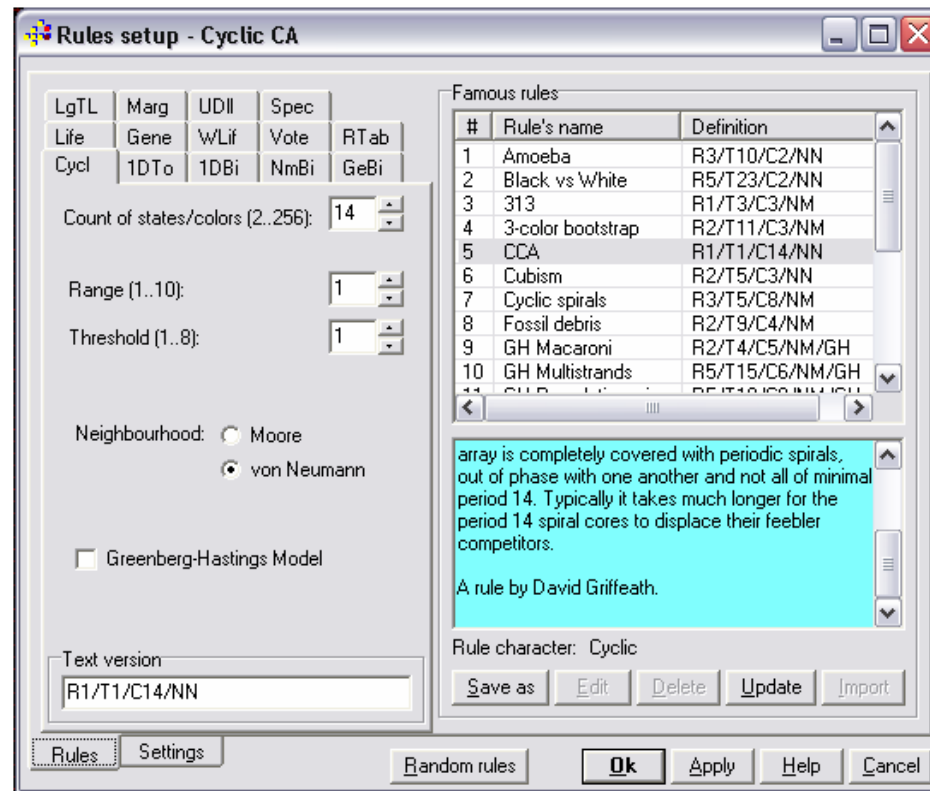 Rules setup - Cyclic CA
LgTL Marg UDll Spec
Life Gene WLif Vote RTab
Cycl 1DTo 1DBi NmBi GeBi
Count of states/colors (2..256): 14
Range (1..10): 1
Threshold (1..8): 1
Neighbourhood: Moore
von Neumann
Greenberg-Hastings Model
Text version
R1/T1/C14/NN
Rules Settings
Famous rules
# Rule's name Definition
1 Amoeba R3/T10/C2/NN
2 Black vs White R5/T23/C2/NN
3 313 R1/T3/C3/NM
4 3-color bootstrap R2/T11/C3/NM
5 CCA R1/T1/C14/NN
6 Cubism R2/T5/C3/NN
7 Cyclic spirals R3/T5/C8/NM
8 Fossil debris R2/T9/C4/NM
9 GH Macaroni R2/T4/C5/NM/GH
10 GH Multistrands R5/T15/C6/NM/GH
array is completely covered with periodic spirals,
out of phase with one another and not all of minimal
period 14. Typically it takes much longer for the
period 14 spiral cores to displace their feebler
competitors.
A rule by David Griffeath.
Rule character: Cyclic
Save as Edit Delete Update Import
Random rules Ok Apply Help Cancel